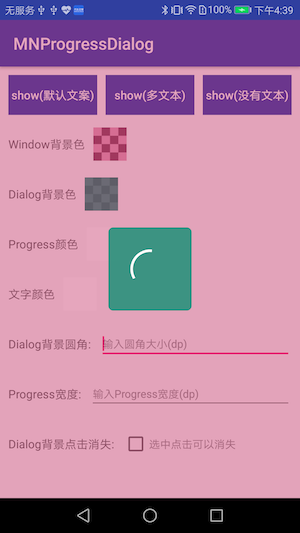 无服务 100% 下午4:39
MNProgressDialog
show(默认文案) show(多文本) show(没有文本)
Window背景色
Dialog背景色
Progress颜色
文字颜色
Dialog背景圆角: 输入圆角大小(dp)
Progress宽度: 输入Progress宽度(dp)
Dialog背景点击消失: 选中点击可以消失